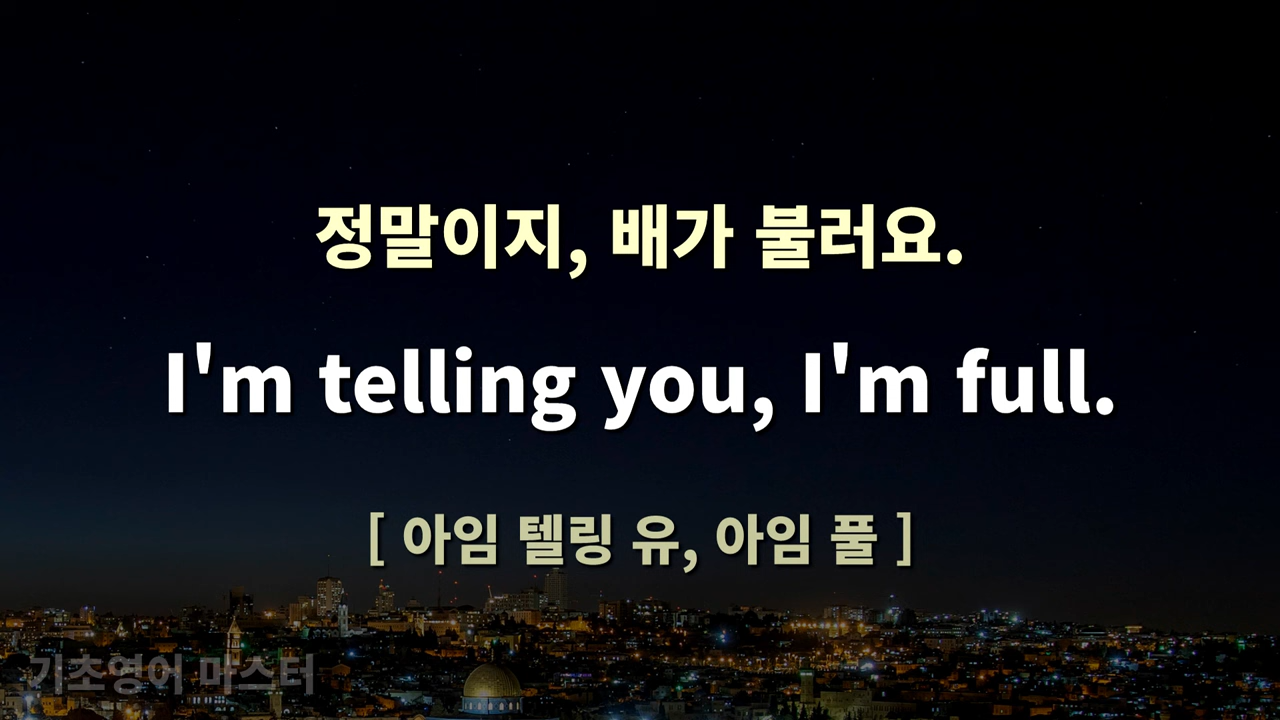 정말이지, 배가 불러요.
I'm telling you, I'm full.
[ 아임 텔링 유, 아임 풀 ]
기초영어 마스터